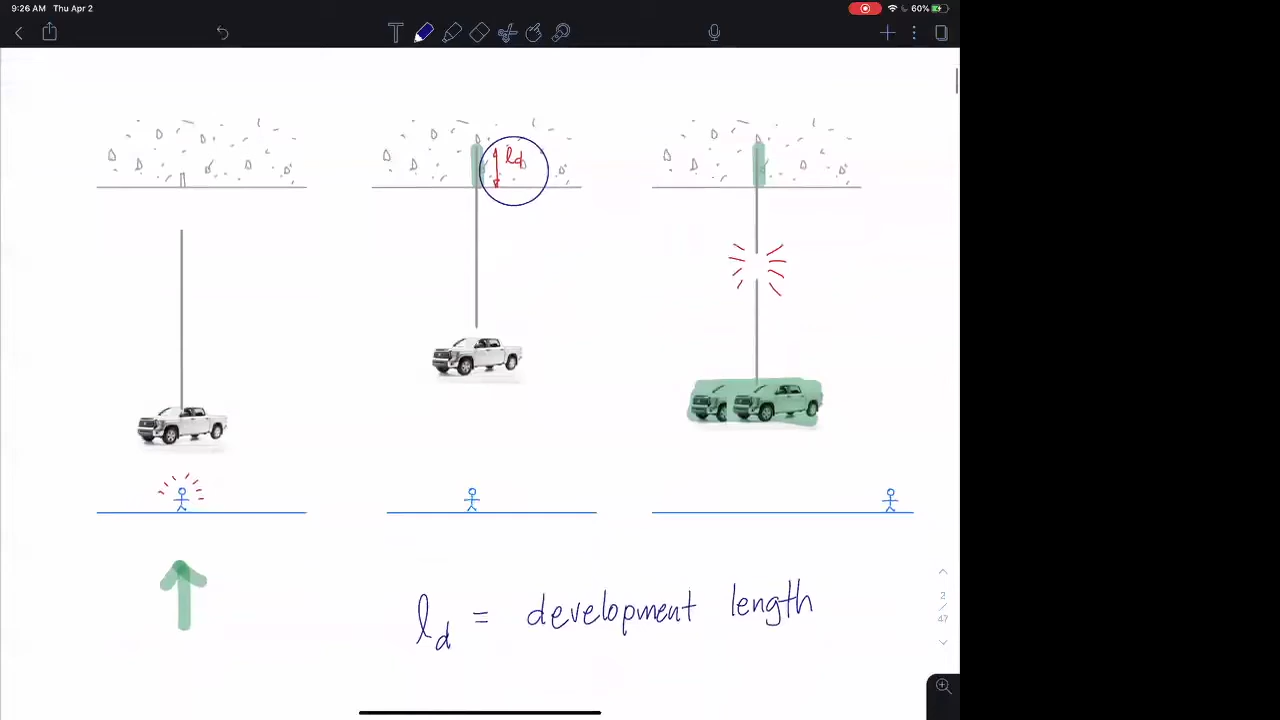 9:26 AM Thu Apr 2
60%
T
ld
ld = development length
2
/
47